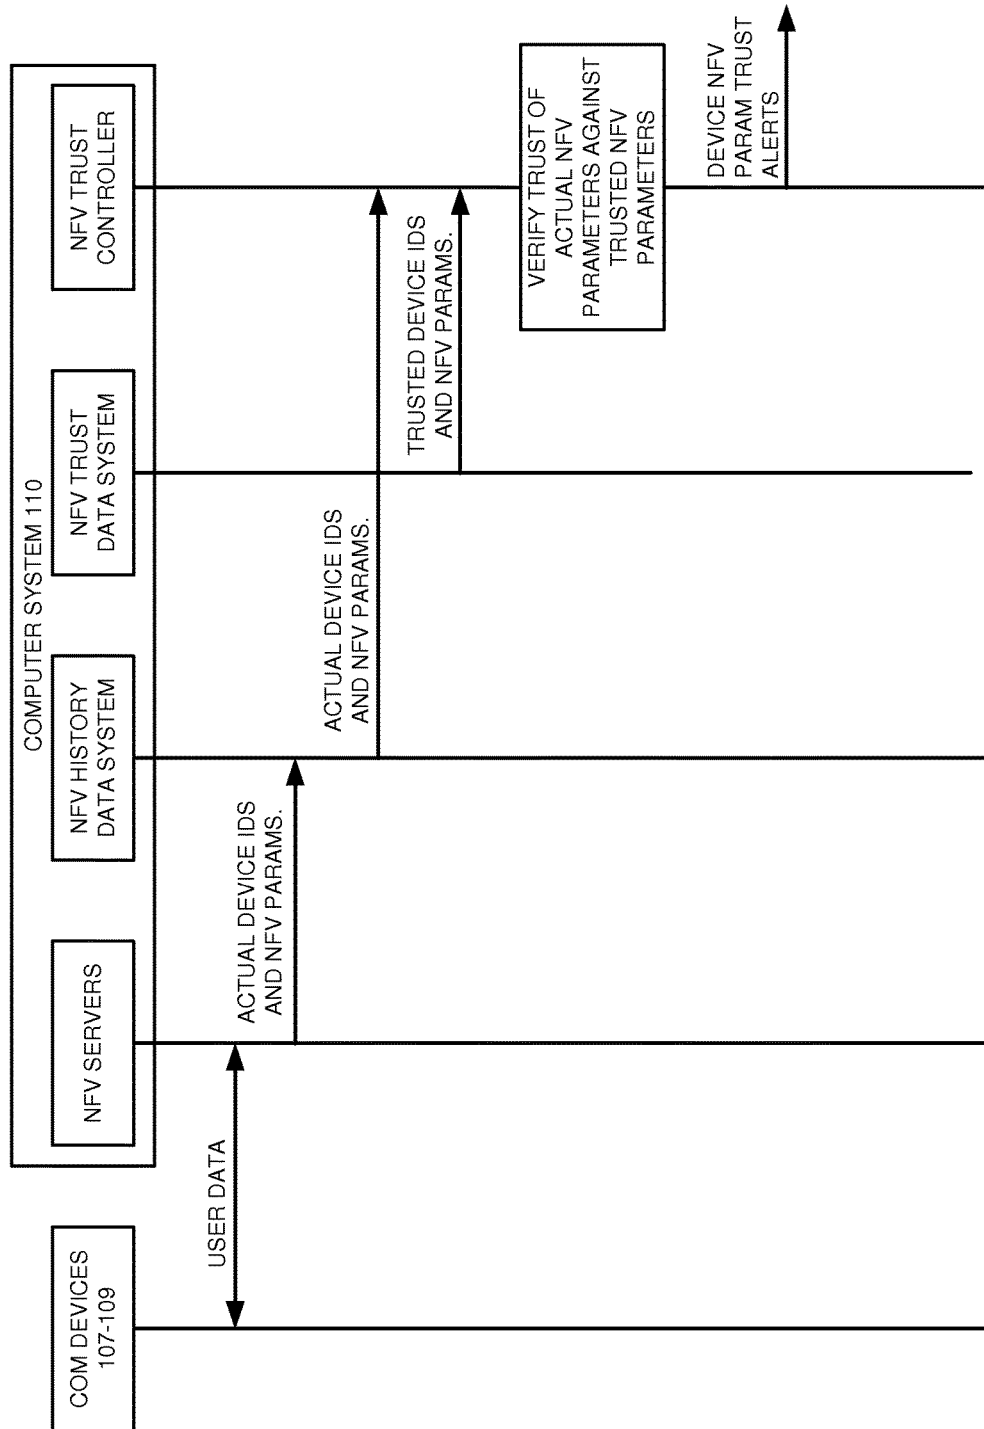 COMPUTER SYSTEM 110
COM DEVICES
107-109
NFV SERVERS
NFV HISTORY
DATA SYSTEM
NFV TRUST
DATA SYSTEM
NFV TRUST
CONTROLLER
USER DATA
ACTUAL DEVICE IDS
AND NFV PARAMS.
ACTUAL DEVICE IDS
AND NFV PARAMS.
TRUSTED DEVICE IDS
AND NFV PARAMS.
VERIFY TRUST OF
ACTUAL NFV
PARAMETERS AGAINST
TRUSTED NFV
PARAMETERS
DEVICE NFV
PARAM TRUST
ALERTS